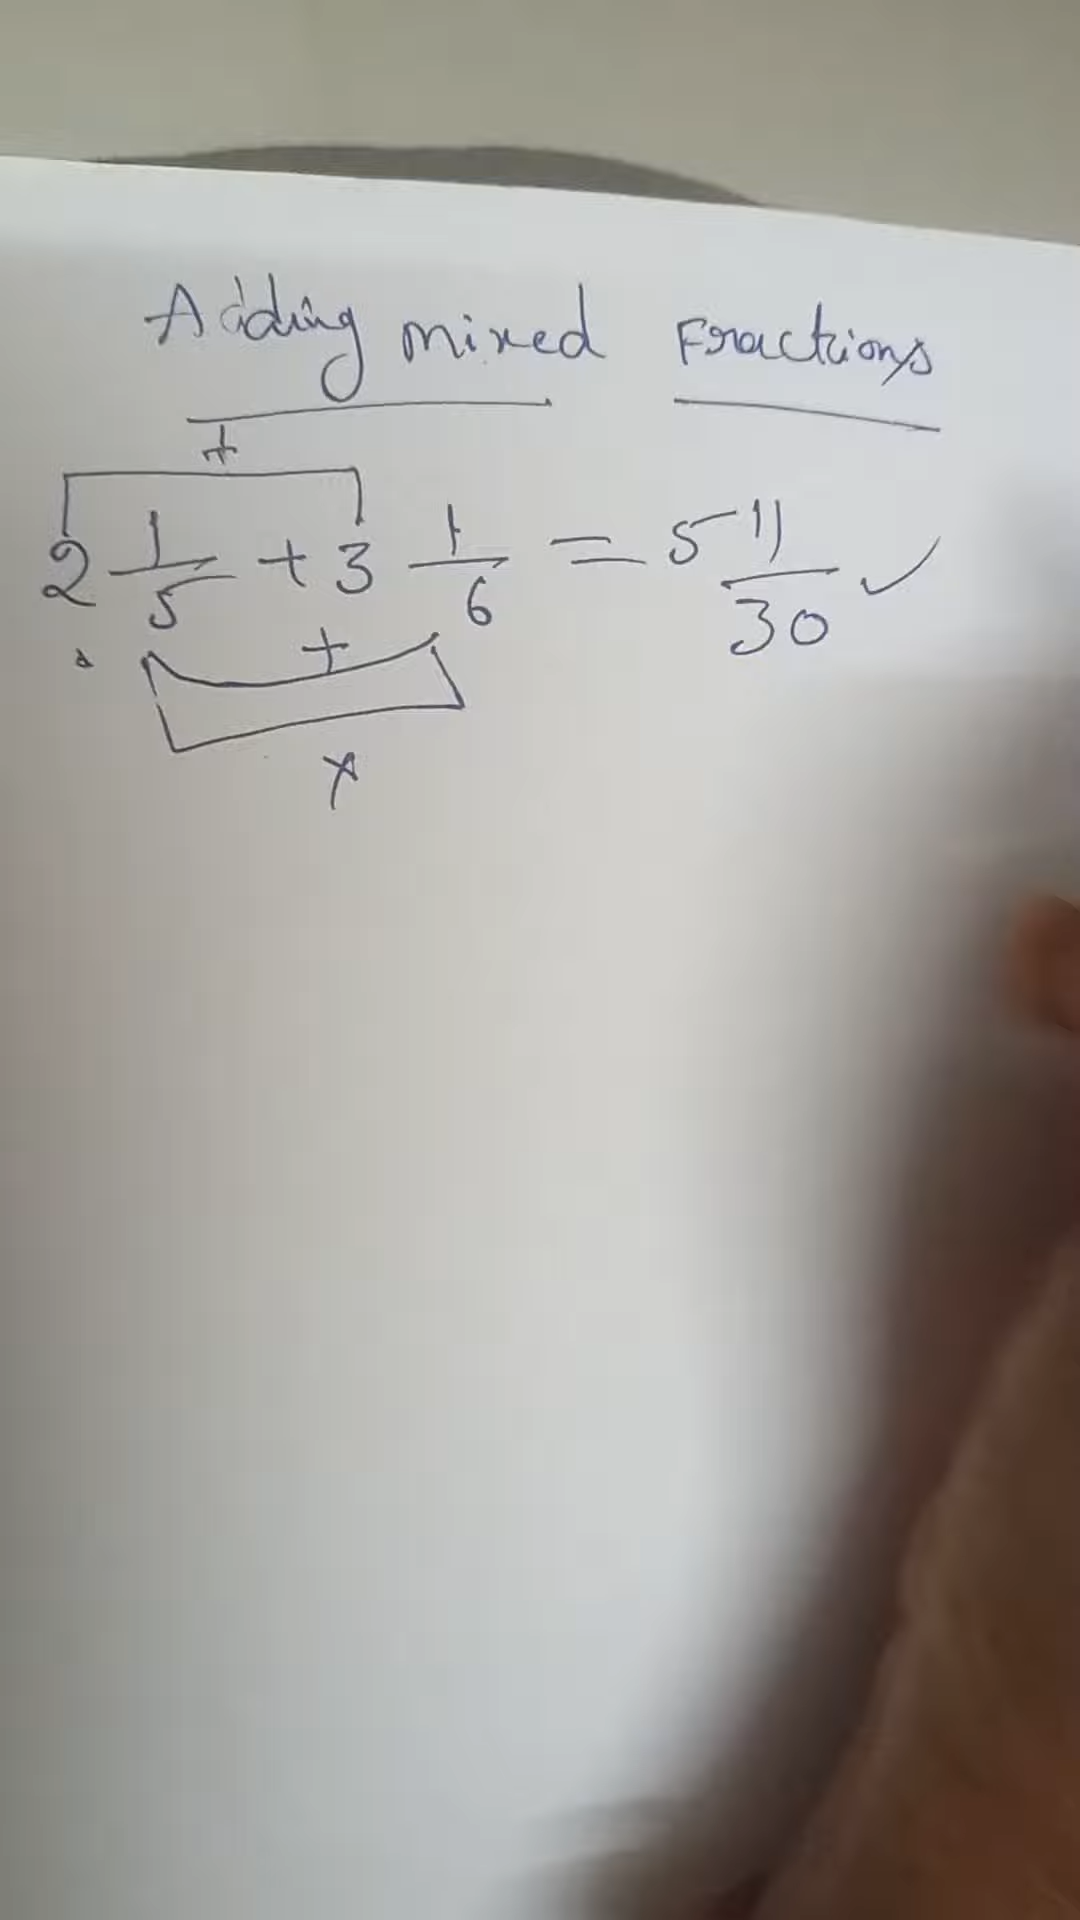 Adding mixed Fractions
+
2 1/5 + 3 1/6 = 5 11/30 ✓
+
×